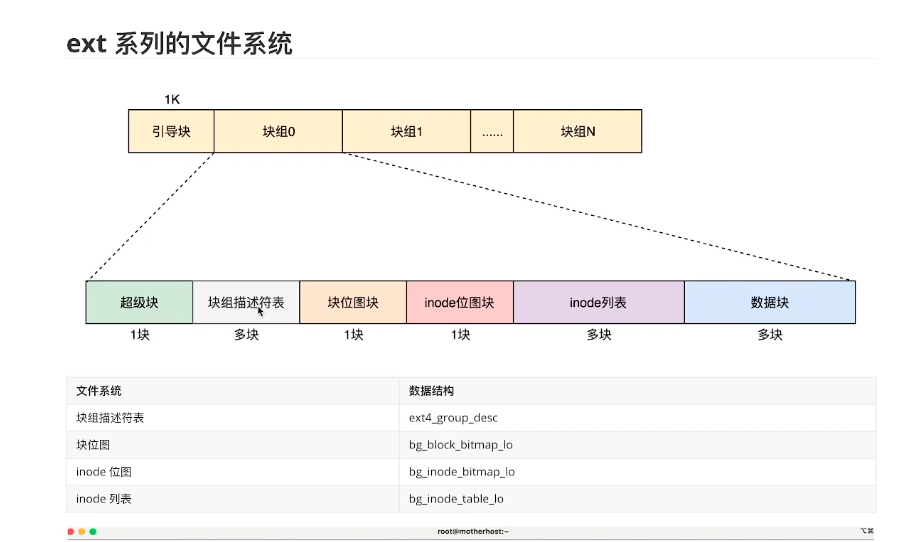 ext 系列的文件系统
1K
引导块 块组0 块组1 ...... 块组N
超级块 块组描述符表 块位图块 inode位图块 inode列表 数据块
1块 多块 1块 1块 多块 多块
文件系统 数据结构
块组描述符表 ext4_group_desc
块位图 bg_block_bitmap_lo
inode 位图 bg_inode_bitmap_lo
inode 列表 bg_inode_table_lo
root@motherhost:~ ⌥⌘